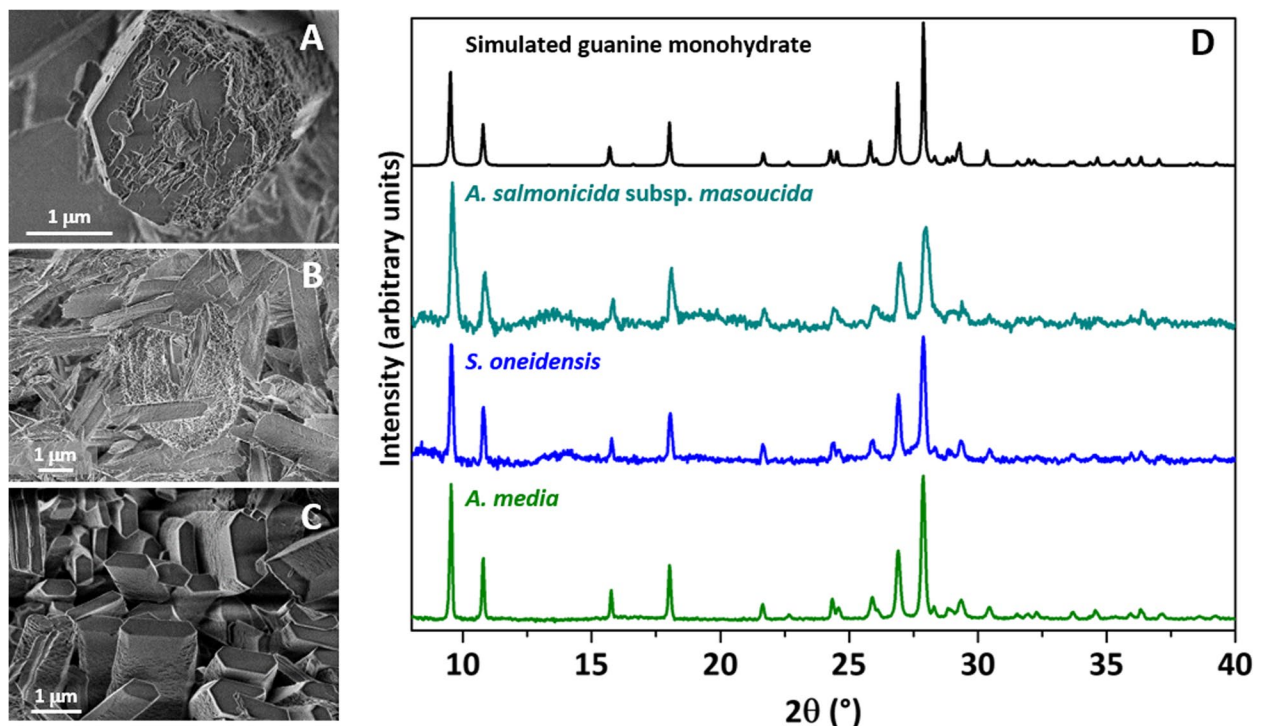 A
1 μm
B
1 μm
C
1 μm
D
Simulated guanine monohydrate
A. salmonicida subsp. masoucida
S. oneidensis
A. media
Intensity (arbitrary units)
10 15 20 25 30 35 40
2θ (°)